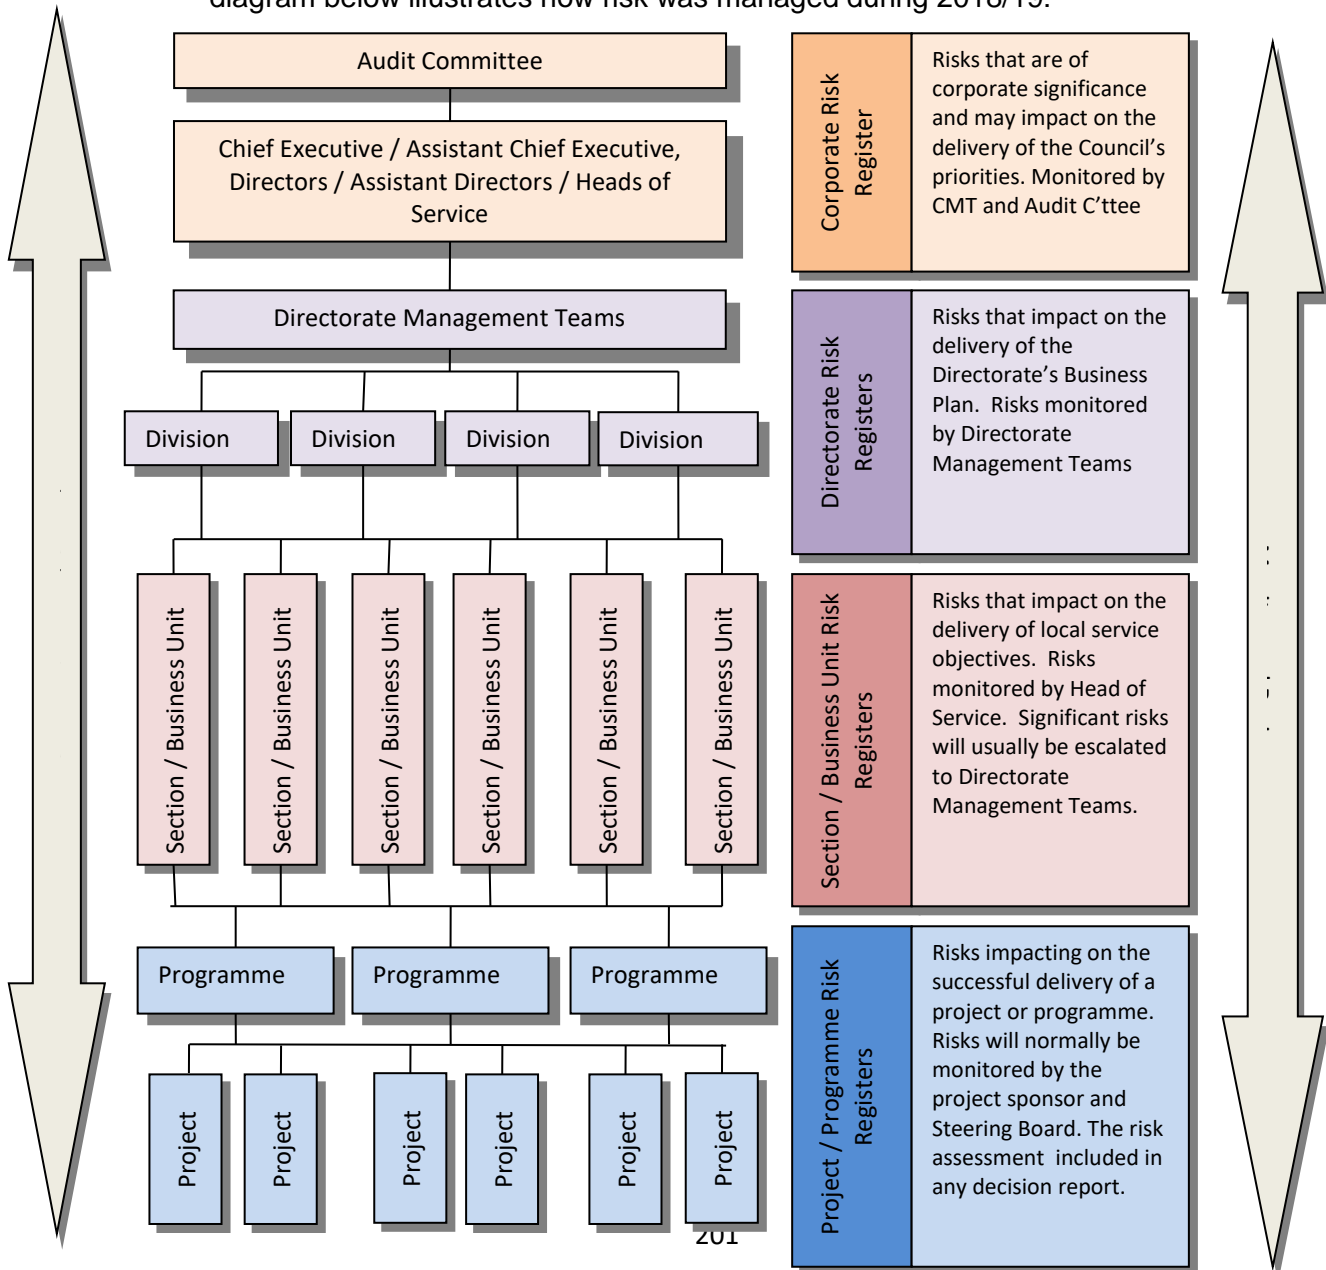 diagram below illustrates how risk was managed during 2018/19.
Audit Committee
Chief Executive / Assistant Chief Executive,
Directors / Assistant Directors / Heads of
Service
Corporate Risk
Register
Risks that are of
corporate significance
and may impact on the
delivery of the Council’s
priorities. Monitored by
CMT and Audit C’ttee
Directorate Management Teams
Division
Division
Division
Division
Directorate Risk
Registers
Risks that impact on the
delivery of the
Directorate’s Business
Plan.  Risks monitored
by Directorate
Management Teams
Section / Business Unit
Section / Business Unit
Section / Business Unit
Section / Business Unit
Section / Business Unit
Section / Business Unit
Section / Business Unit Risk
Registers
Risks that impact on the
delivery of local service
objectives.  Risks
monitored by Head of
Service.  Significant risks
will usually be escalated
to Directorate
Management Teams.
Programme
Programme
Programme
Project
Project
Project
Project
Project
Project
Project / Programme Risk
Registers
Risks impacting on the
successful delivery of a
project or programme.
Risks will normally be
monitored by the
project sponsor and
Steering Board. The risk
assessment  included in
any decision report.
201